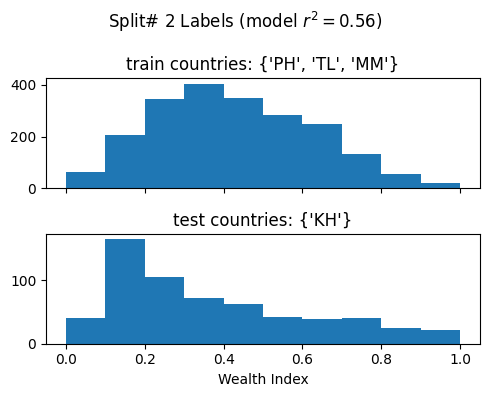 Split# 2 Labels (model $r^2 = 0.56$)
train countries: {'PH', 'TL', 'MM'}
400
200
0
test countries: {'KH'}
100
0
0.0 0.2 0.4 0.6 0.8 1.0
Wealth Index